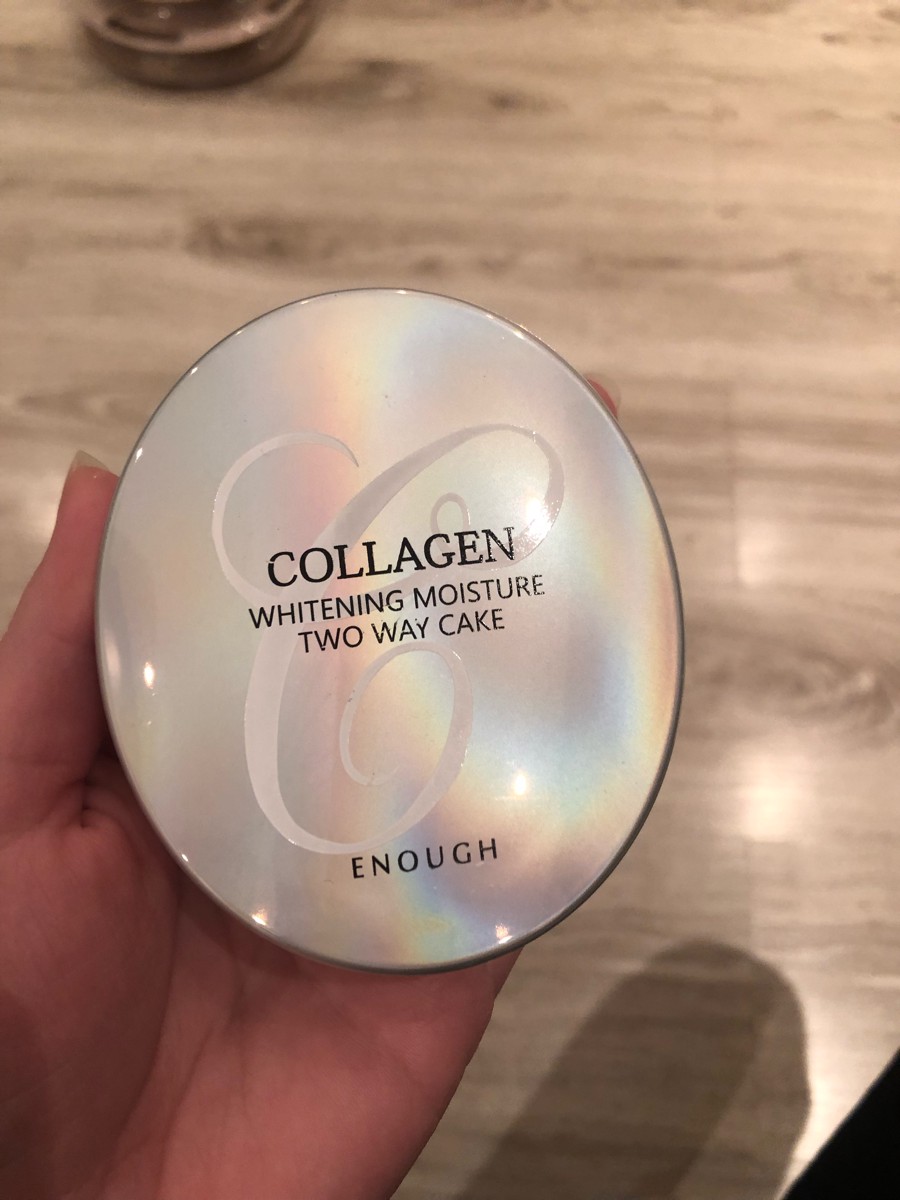 COLLAGEN
WHITENING MOISTURE
TWO WAY CAKE
ENOUGH